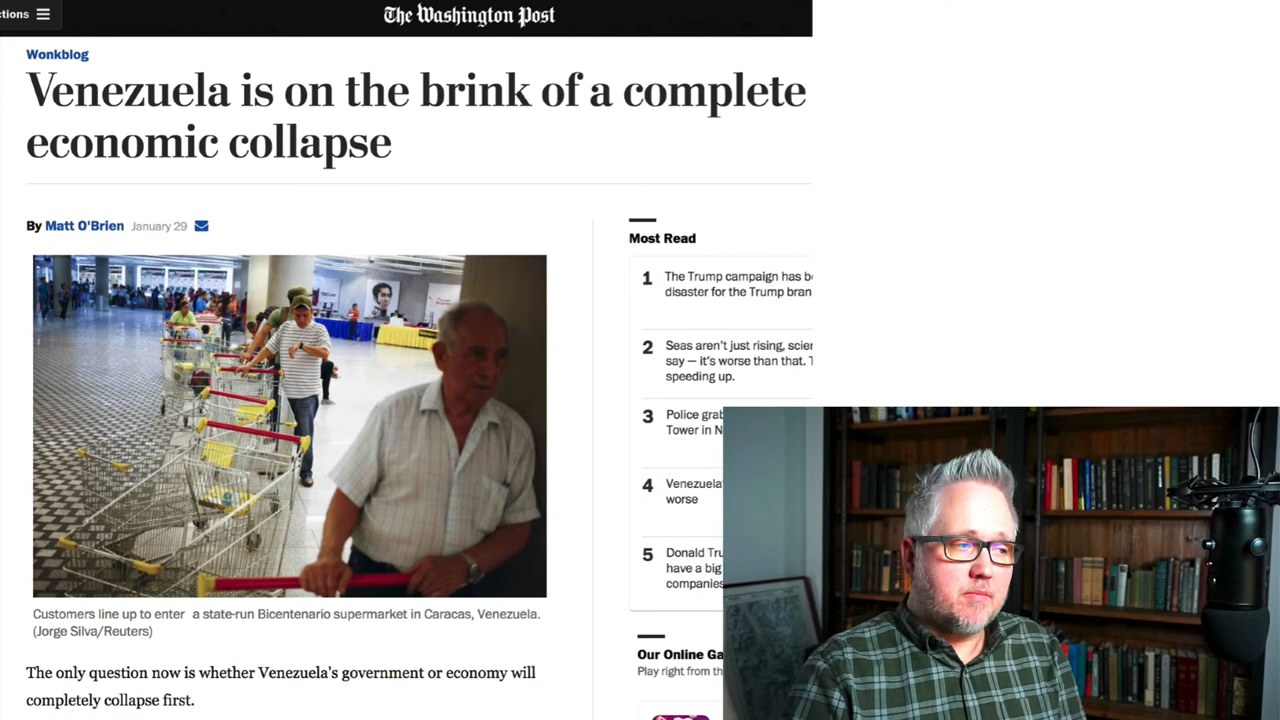 ctions
The Washington Post
Wonkblog
Venezuela is on the brink of a complete
economic collapse
By Matt O'Brien January 29
Customers line up to enter a state-run Bicentenario supermarket in Caracas, Venezuela.
(Jorge Silva/Reuters)
The only question now is whether Venezuela's government or economy will
completely collapse first.
Most Read
1 The Trump campaign has b
disaster for the Trump bran
2 Seas aren't just rising, scier
say — it's worse than that. T
speeding up.
3 Police grab
Tower in N
4 Venezuela'
worse
5 Donald Tru
have a big
companies
Our Online Ga
Play right from th